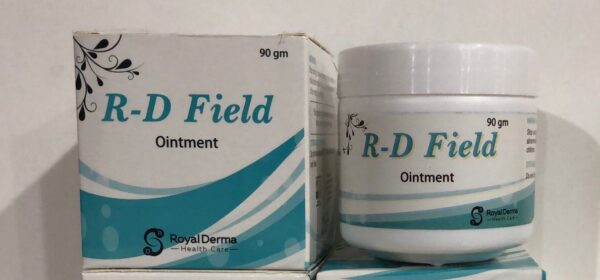 90 gm
R-D Field
Ointment
RoyalDerma
Health Care
90 gm
R-D Field
Ointment
RoyalDerma
Health Care